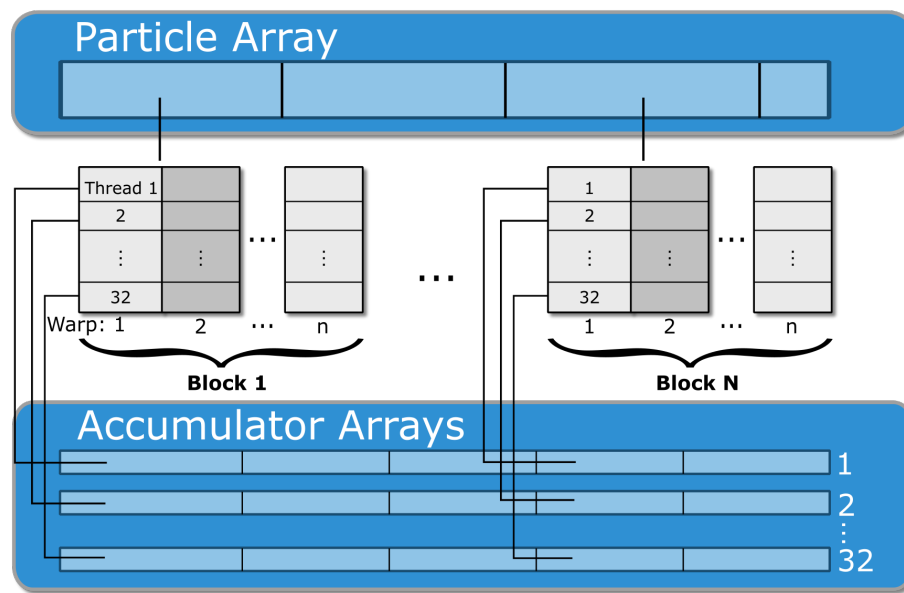 Particle Array
Thread 1
2
⋮ ⋮ ... ⋮
32
Warp: 1 2 ... n
Block 1
...
1
2
⋮ ⋮ ... ⋮
32
1 2 ... n
Block N
Accumulator Arrays
1
2
⋮
32